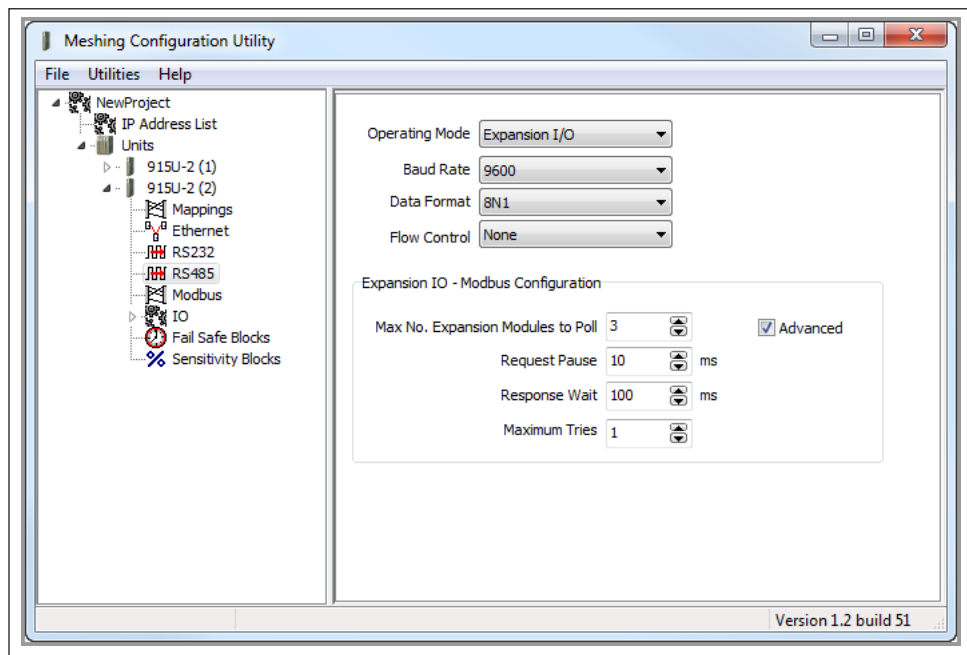 Meshing Configuration Utility
File Utilities Help
NewProject
IP Address List
Units
915U-2 (1)
915U-2 (2)
Mappings
Ethernet
RS232
RS485
Modbus
IO
Fail Safe Blocks
Sensitivity Blocks
Operating Mode Expansion I/O
Baud Rate 9600
Data Format 8N1
Flow Control None
Expansion IO - Modbus Configuration
Max No. Expansion Modules to Poll 3 Advanced
Request Pause 10 ms
Response Wait 100 ms
Maximum Tries 1
Version 1.2 build 51